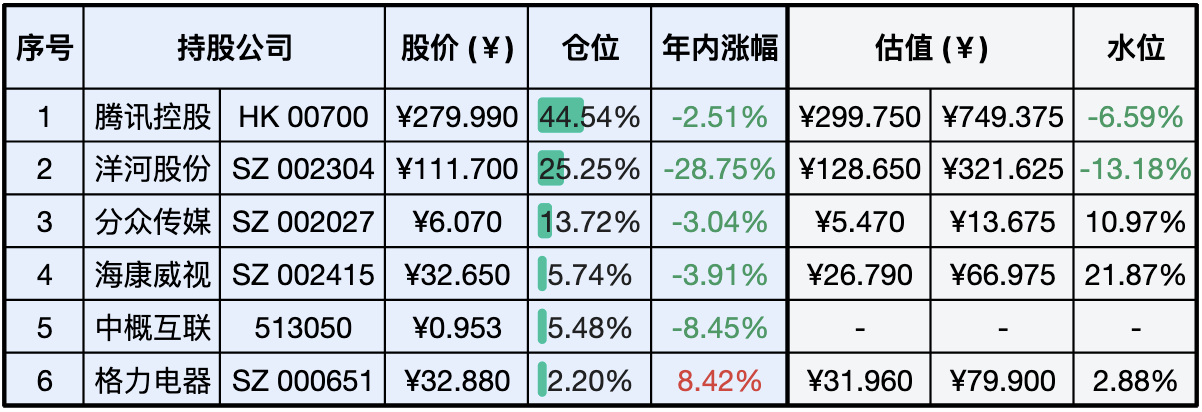 序号 持股公司 股价 (¥) 仓位 年内涨幅 估值 (¥) 水位
1 腾讯控股 HK 00700 ¥279.990 44.54% -2.51% ¥299.750 ¥749.375 -6.59%
2 洋河股份 SZ 002304 ¥111.700 25.25% -28.75% ¥128.650 ¥321.625 -13.18%
3 分众传媒 SZ 002027 ¥6.070 13.72% -3.04% ¥5.470 ¥13.675 10.97%
4 海康威视 SZ 002415 ¥32.650 5.74% -3.91% ¥26.790 ¥66.975 21.87%
5 中概互联 513050 ¥0.953 5.48% -8.45% - - -
6 格力电器 SZ 000651 ¥32.880 2.20% 8.42% ¥31.960 ¥79.900 2.88%